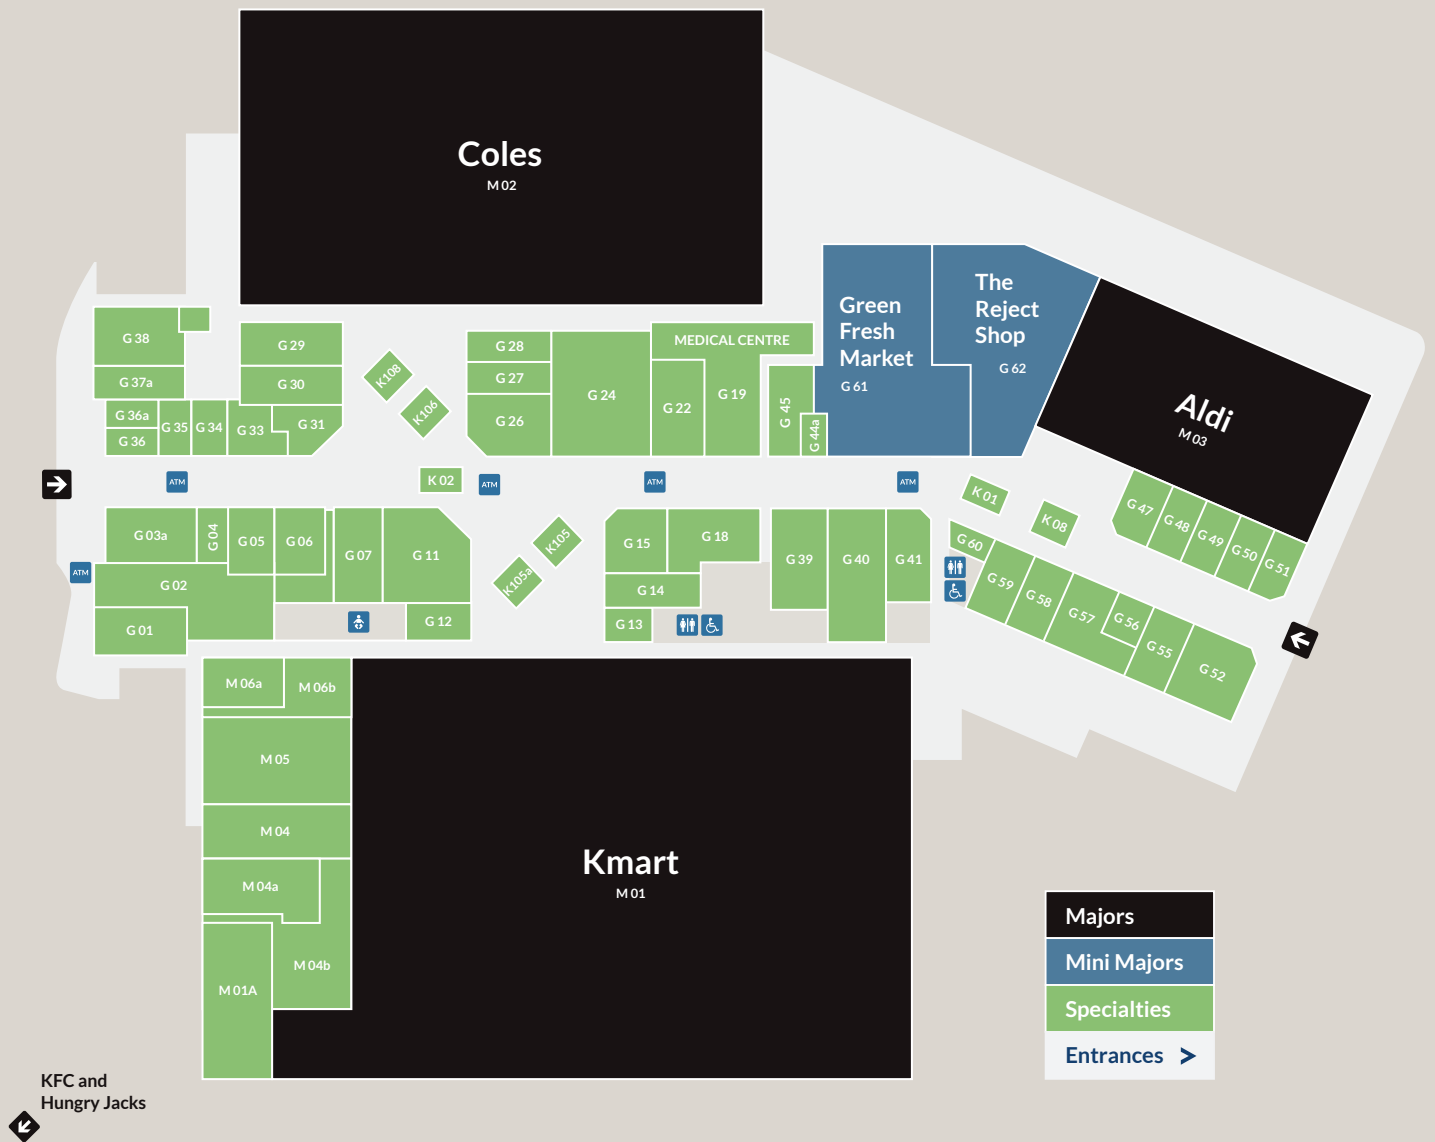 Coles
M 02
Green
Fresh
Market
G 61
The
Reject
Shop
G 62
Aldi
M 03
G 38
G 37a
G 36a
G 36
G 35
G 34
G 33
G 29
G 30
G 31
K108
K106
K 02
G 28
G 27
G 26
G 24
MEDICAL CENTRE
G 22
G 19
G 45
G 44a
ATM
ATM
ATM
ATM
ATM
K 01
K 08
G 47
G 48
G 49
G 50
G 51
G 03a
G 04
G 05
G 06
G 07
G 11
G 02
G 01
G 12
K105
K105a
G 15
G 18
G 14
G 13
G 39
G 40
G 41
G 60
G 59
G 58
G 57
G 56
G 55
G 52
M 06a
M 06b
M 05
M 04
M 04a
M 04b
M 01A
Kmart
M 01
Majors
Mini Majors
Specialties
Entrances >
KFC and
Hungry Jacks